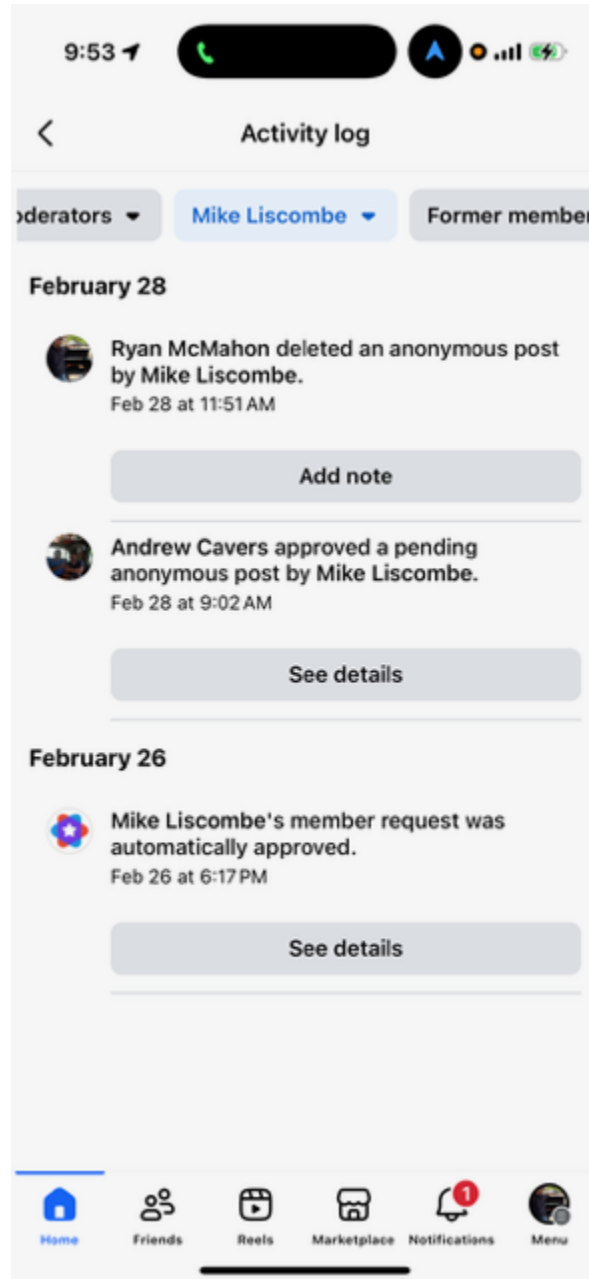 9:53
Activity log
oderators
Mike Liscombe
Former member
February 28
Ryan McMahon deleted an anonymous post
by Mike Liscombe.
Feb 28 at 11:51 AM
Add note
Andrew Cavers approved a pending
anonymous post by Mike Liscombe.
Feb 28 at 9:02 AM
See details
February 26
Mike Liscombe's member request was
automatically approved.
Feb 26 at 6:17 PM
See details
1
Home Friends Reels Marketplace Notifications Menu